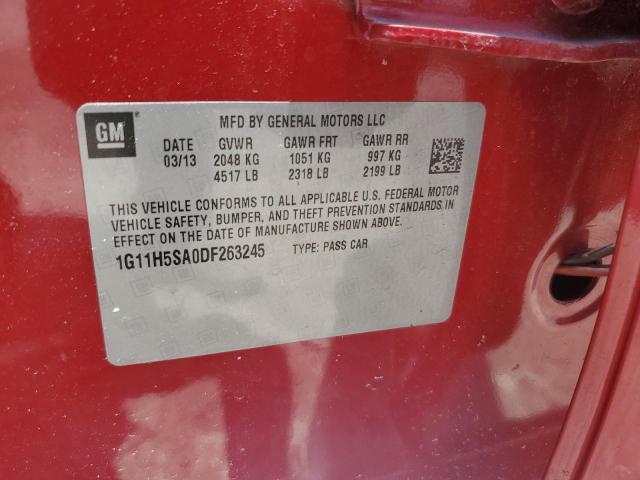 GM
MFD BY GENERAL MOTORS LLC
DATE GVWR GAWR FRT GAWR RR
03/13 2048 KG 1051 KG 997 KG
4517 LB 2318 LB 2199 LB
THIS VEHICLE CONFORMS TO ALL APPLICABLE U.S. FEDERAL MOTOR
VEHICLE SAFETY, BUMPER, AND THEFT PREVENTION STANDARDS IN
EFFECT ON THE DATE OF MANUFACTURE SHOWN ABOVE.
1G11H5SA0DF263245 TYPE: PASS CAR